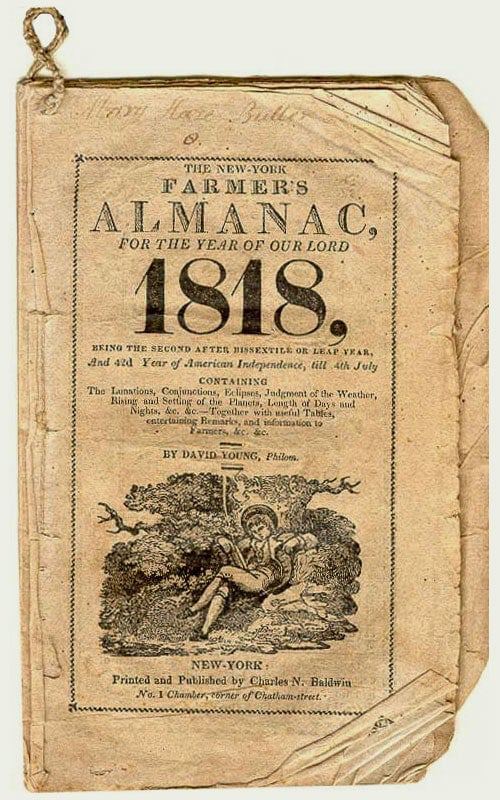 Butler
THE NEW-YORK
FARMER'S
ALMANAC,
FOR THE YEAR OF OUR LORD
1818,
BEING THE SECOND AFTER BISSEXTILE OR LEAP YEAR,
And 42d Year of American Independence, till 4th July
CONTAINING
The Lunations, Conjunctions, Eclipses, Judgment of the Weather,
Rising and Setting of the Planets, Length of Days and
Nights, &c. &c.—Together with useful Tables,
entertaining Remarks, and information to
Farmers, &c. &c.
BY DAVID YOUNG, Philom.
NEW-YORK:
Printed and Published by Charles N. Baldwin
No. 1 Chamber, corner of Chatham-street.